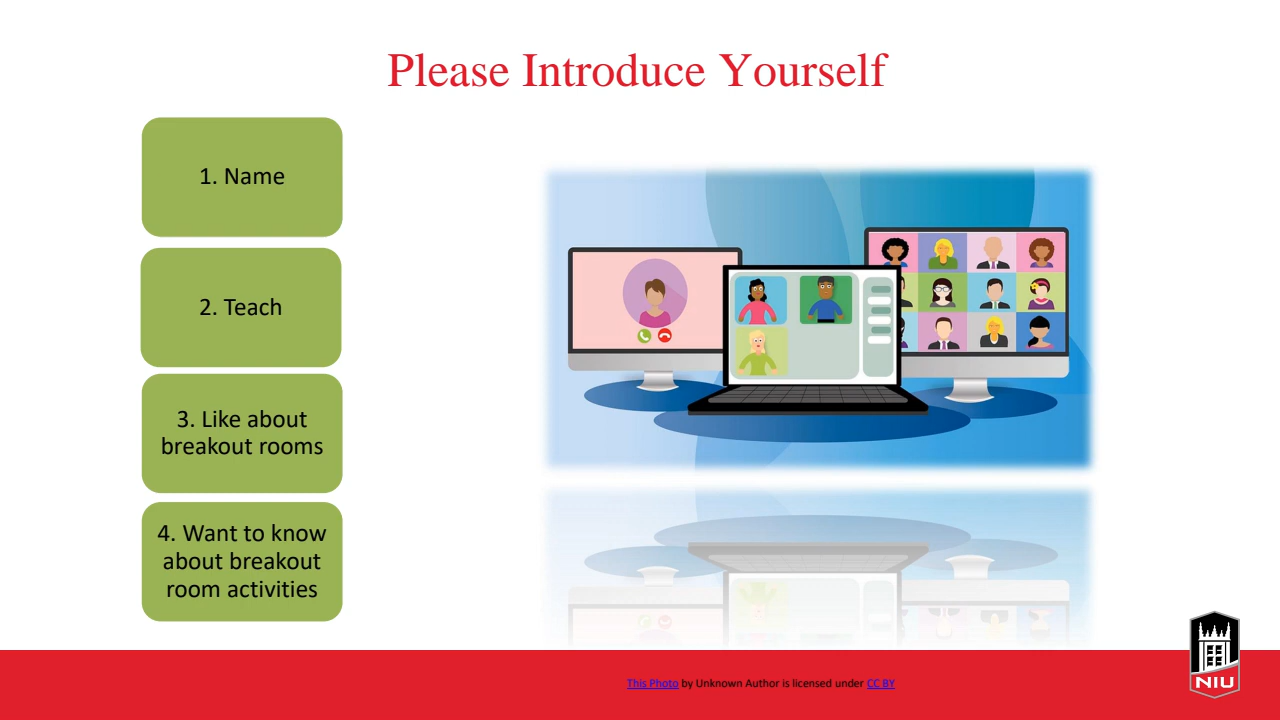 Please Introduce Yourself
1. Name
2. Teach
3. Like about
breakout rooms
4. Want to know
about breakout
room activities
This Photo by Unknown Author is licensed under CC BY
NIU